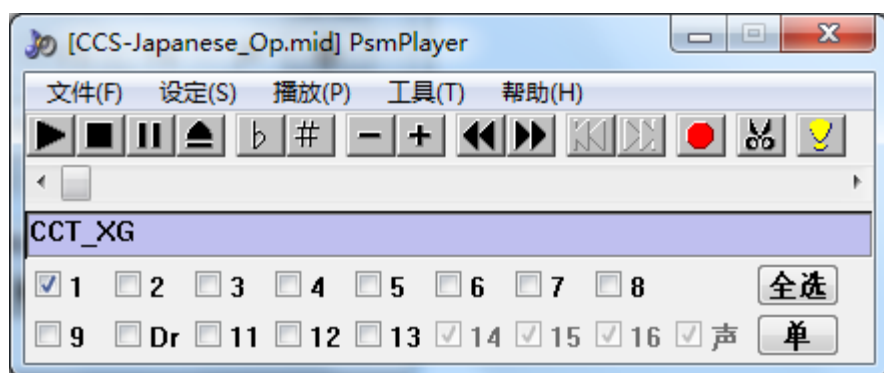 [CCS-Japanese_Op.mid] PsmPlayer
文件(F) 设定(S) 播放(P) 工具(T) 帮助(H)
♭ # − +
CCT_XG
1 2 3 4 5 6 7 8 全选
9 Dr 11 12 13 14 15 16 声 单